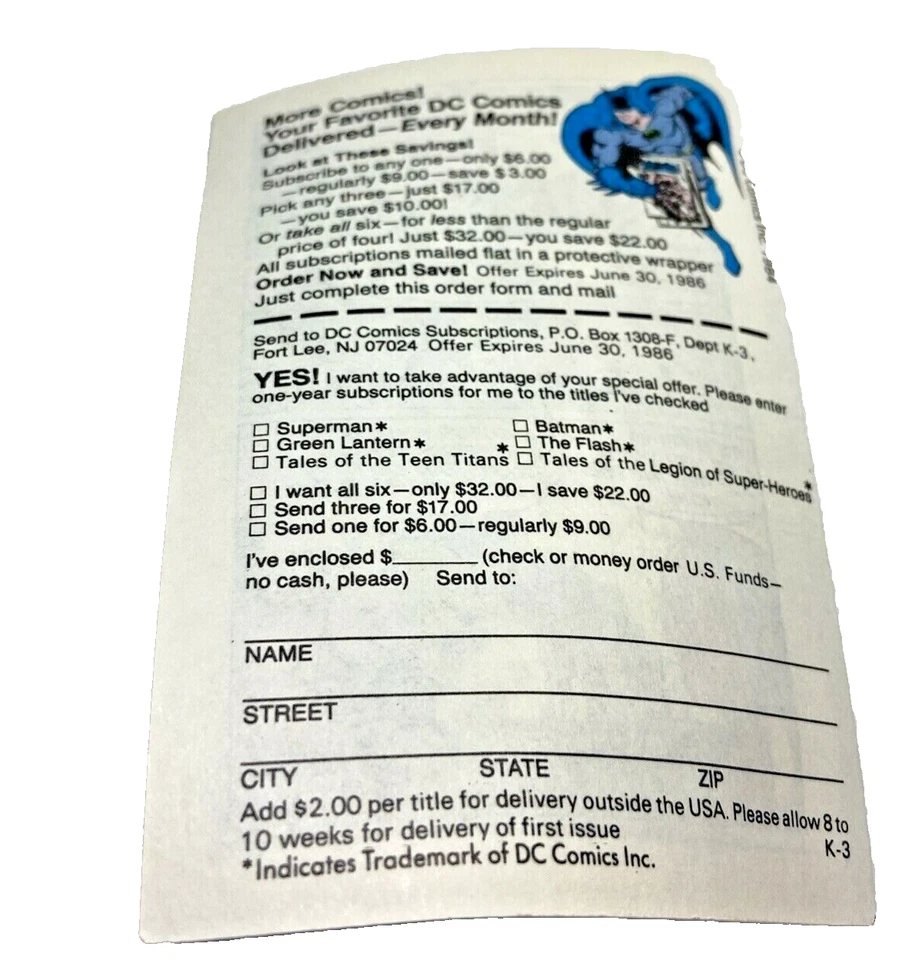 More Comics!
Your Favorite DC Comics
Delivered—Every Month!
Look at These Savings!
Subscribe to any one—only $6.00
—regularly $9.00—save $3.00
Pick any three—just $17.00
—you save $10.00!
Or take all six—for less than the regular
price of four! Just $32.00—you save $22.00
All subscriptions mailed flat in a protective wrapper
Order Now and Save! Offer Expires June 30, 1986
Just complete this order form and mail
Send to DC Comics Subscriptions, P.O. Box 1308-F, Dept K-3,
Fort Lee, NJ 07024 Offer Expires June 30, 1986
YES! I want to take advantage of your special offer. Please enter
one-year subscriptions for me to the titles I've checked
☐ Superman* ☐ Batman*
☐ Green Lantern* ☐ The Flash*
☐ Tales of the Teen Titans* ☐ Tales of the Legion of Super-Heroes*
☐ I want all six—only $32.00—I save $22.00
☐ Send three for $17.00
☐ Send one for $6.00—regularly $9.00
I've enclosed $________ (check or money order U.S. Funds—
no cash, please) Send to:
NAME
STREET
CITY STATE ZIP
Add $2.00 per title for delivery outside the USA. Please allow 8 to
10 weeks for delivery of first issue
K-3
*Indicates Trademark of DC Comics Inc.